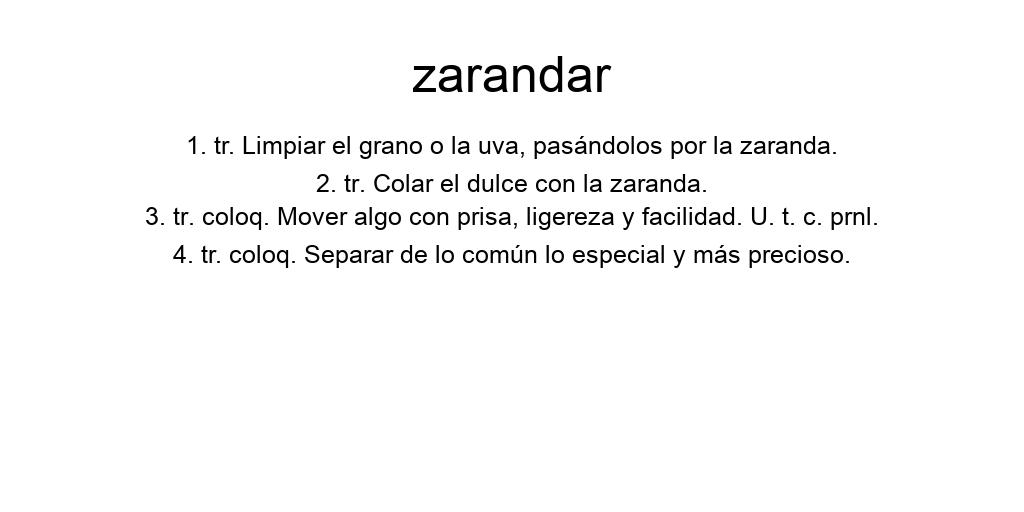 zarandar
1. tr. Limpiar el grano o la uva, pasándolos por la zaranda.
2. tr. Colar el dulce con la zaranda.
3. tr. coloq. Mover algo con prisa, ligereza y facilidad. U. t. c. prnl.
4. tr. coloq. Separar de lo común lo especial y más precioso.